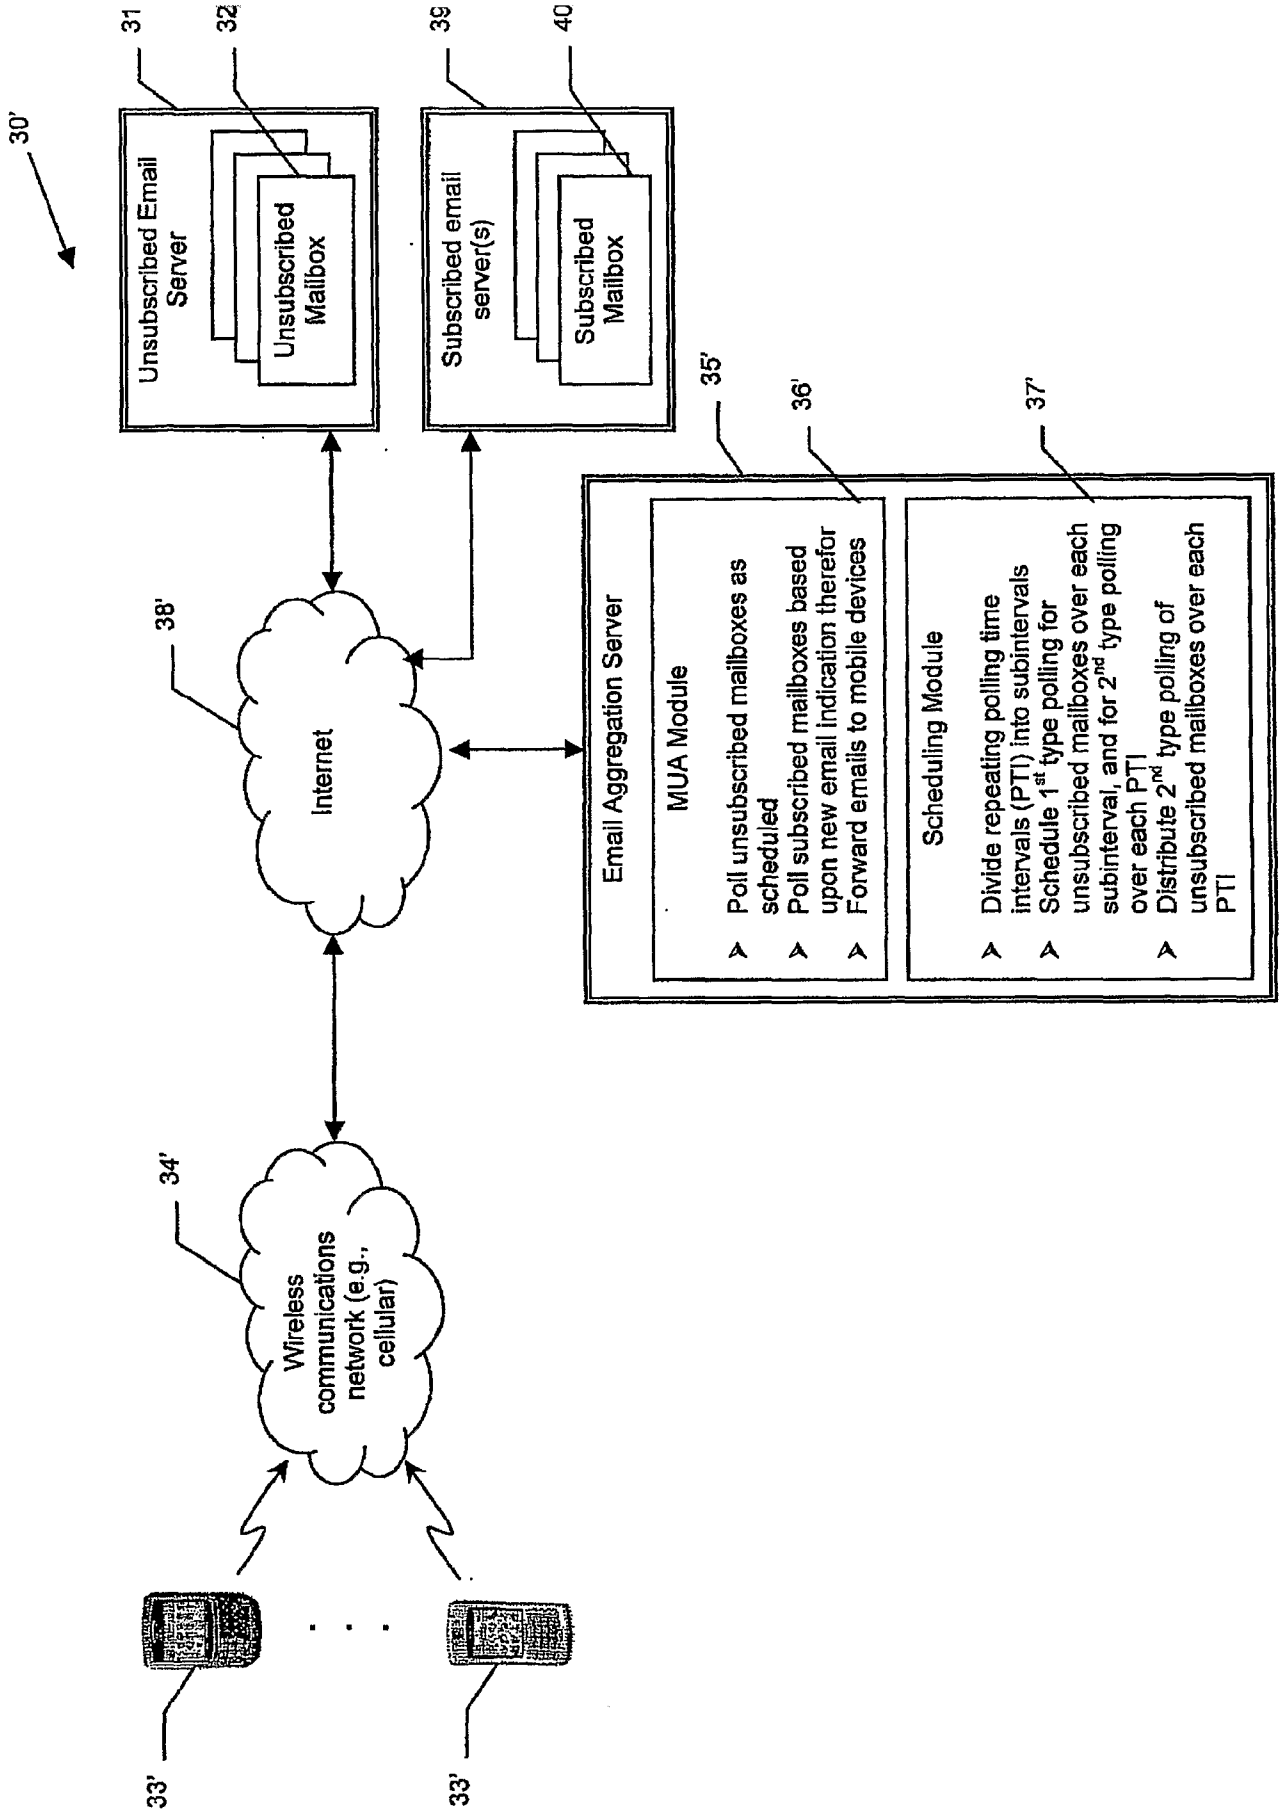 30'
31
32
39
40
Unsubscribed Email
Server
Unsubscribed
Mailbox
Subscribed email
server(s)
Subscribed
Mailbox
38'
Internet
34'
Wireless
communications
network (e.g.,
cellular)
33'
33'
35'
36'
37'
Email Aggregation Server
MUA Module
➢ Poll unsubscribed mailboxes as
scheduled
➢ Poll subscribed mailboxes based
upon new email indication therefor
➢ Forward emails to mobile devices
Scheduling Module
➢ Divide repeating polling time
intervals (PTI) into subintervals
➢ Schedule 1st type polling for
unsubscribed mailboxes over each
subinterval, and for 2nd type polling
over each PTI
➢ Distribute 2nd type polling of
unsubscribed mailboxes over each
PTI